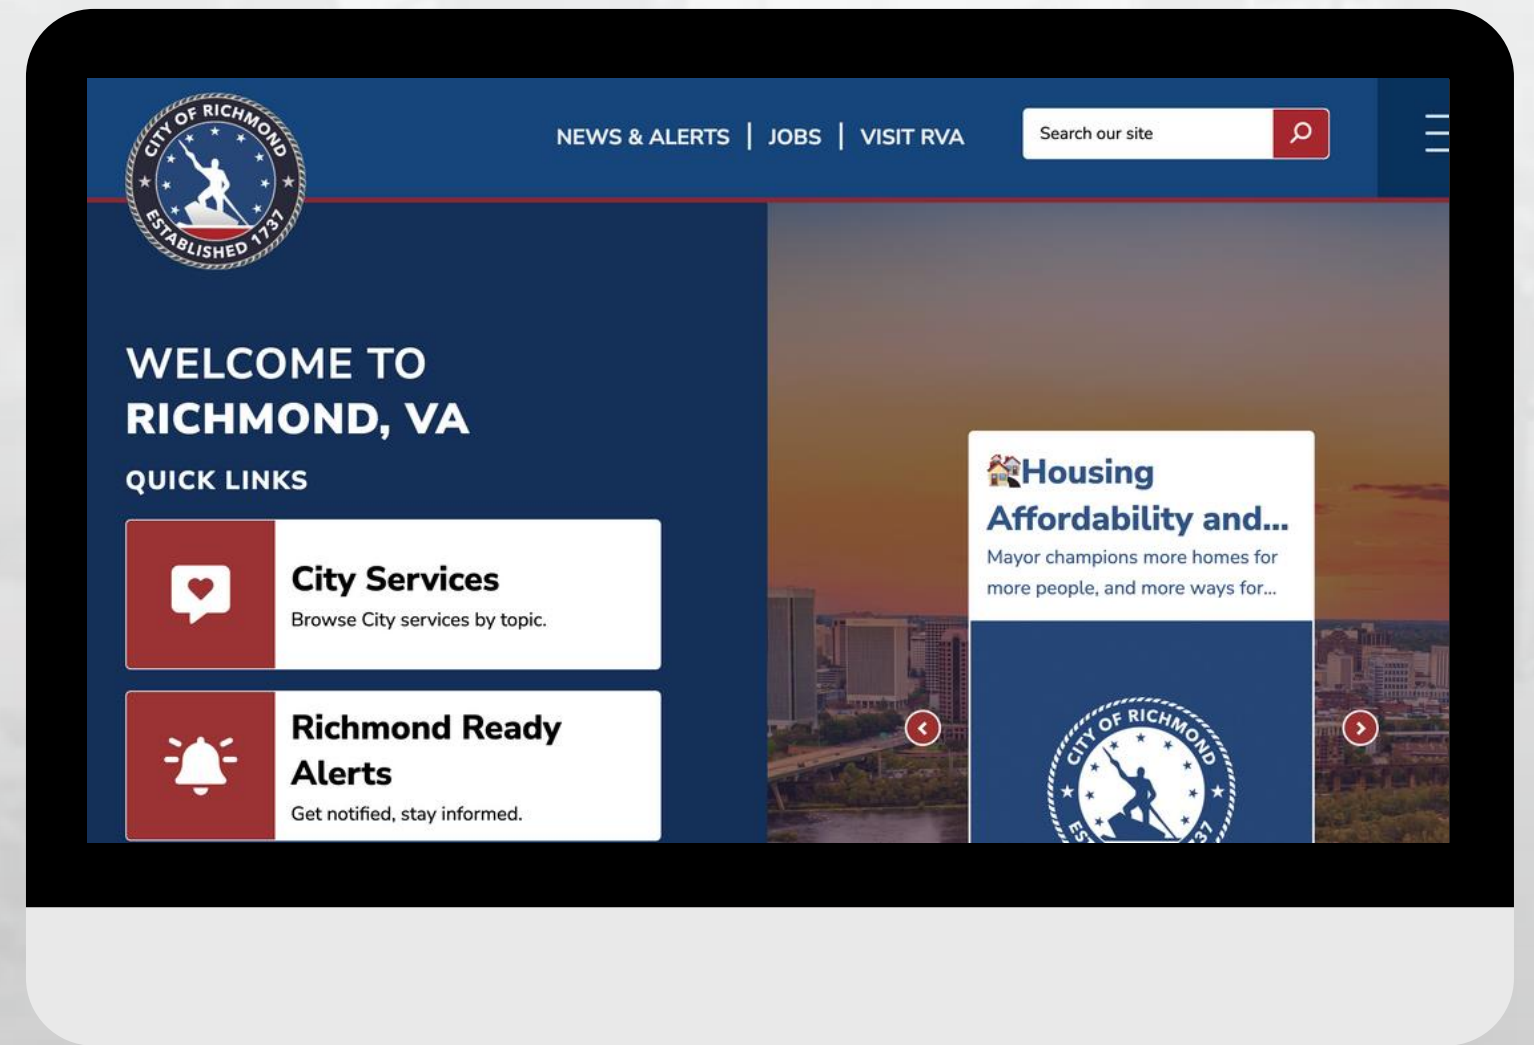 CITY OF RICHMOND
ESTABLISHED 1737
NEWS & ALERTS | JOBS | VISIT RVA
Search our site
WELCOME TO
RICHMOND, VA
QUICK LINKS
City Services
Browse City services by topic.
Richmond Ready
Alerts
Get notified, stay informed.
Housing
Affordability and...
Mayor champions more homes for
more people, and more ways for...
CITY OF RICHMOND